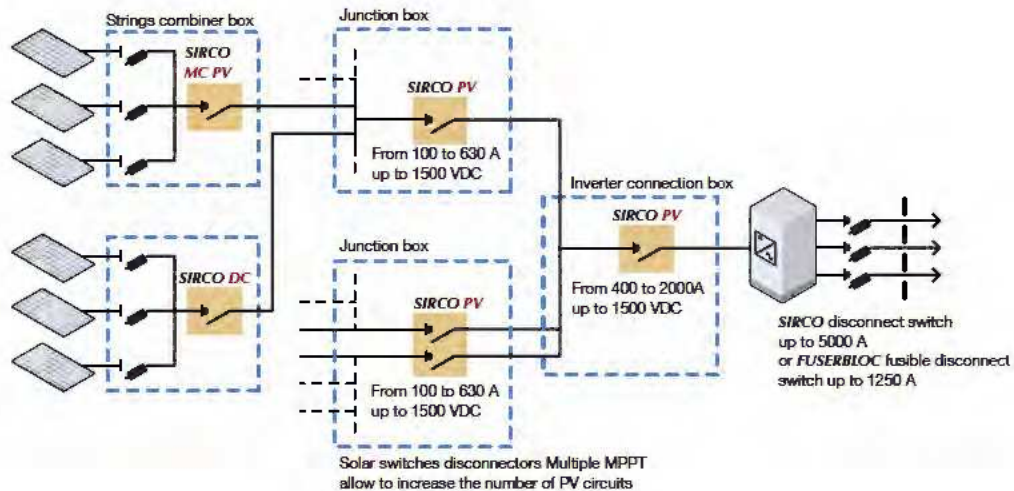 Strings combiner box
SIRCO
MC PV
SIRCO DC
Junction box
SIRCO PV
From 100 to 630 A
up to 1500 VDC
Junction box
SIRCO PV
From 100 to 630 A
up to 1500 VDC
Solar switches disconnectors Multiple MPPT
allow to increase the number of PV circuits
Inverter connection box
SIRCO PV
From 400 to 2000A
up to 1500 VDC
SIRCO disconnect switch
up to 5000 A
or FUSERBLOC fusible disconnect
switch up to 1250 A